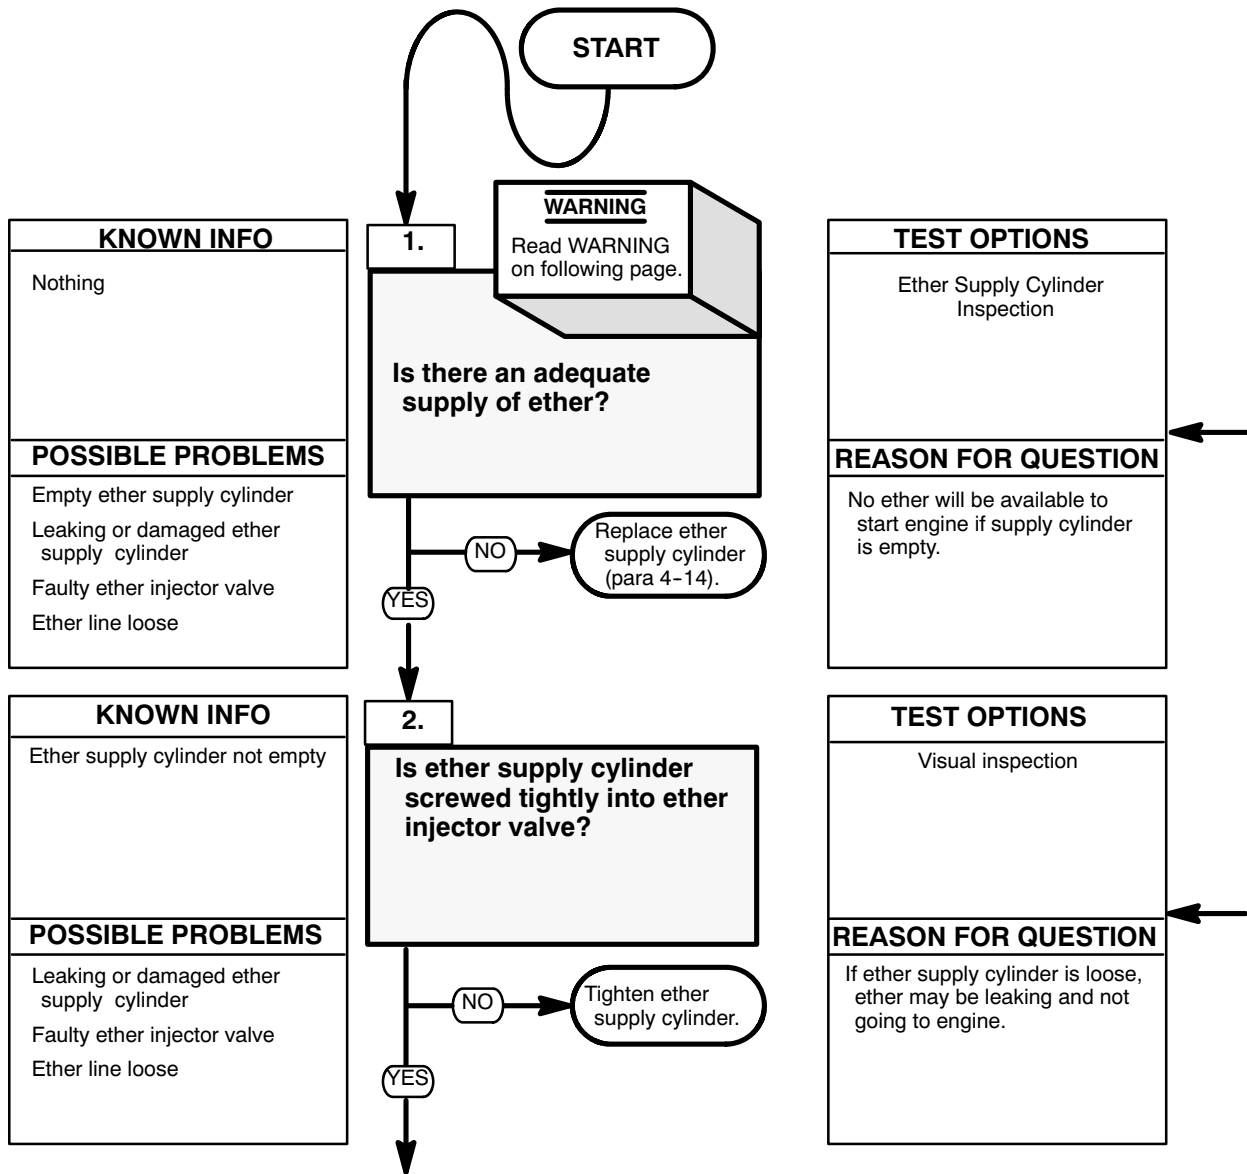 START
WARNING
Read WARNING
on following page.
KNOWN INFO
Nothing
POSSIBLE PROBLEMS
Empty ether supply cylinder
Leaking or damaged ether
supply cylinder
Faulty ether injector valve
Ether line loose
1.
Is there an adequate
supply of ether?
NO
Replace ether
supply cylinder
(para 4-14).
YES
TEST OPTIONS
Ether Supply Cylinder
Inspection
REASON FOR QUESTION
No ether will be available to
start engine if supply cylinder
is empty.
KNOWN INFO
Ether supply cylinder not empty
POSSIBLE PROBLEMS
Leaking or damaged ether
supply cylinder
Faulty ether injector valve
Ether line loose
2.
Is ether supply cylinder
screwed tightly into ether
injector valve?
NO
Tighten ether
supply cylinder.
YES
TEST OPTIONS
Visual inspection
REASON FOR QUESTION
If ether supply cylinder is loose,
ether may be leaking and not
going to engine.